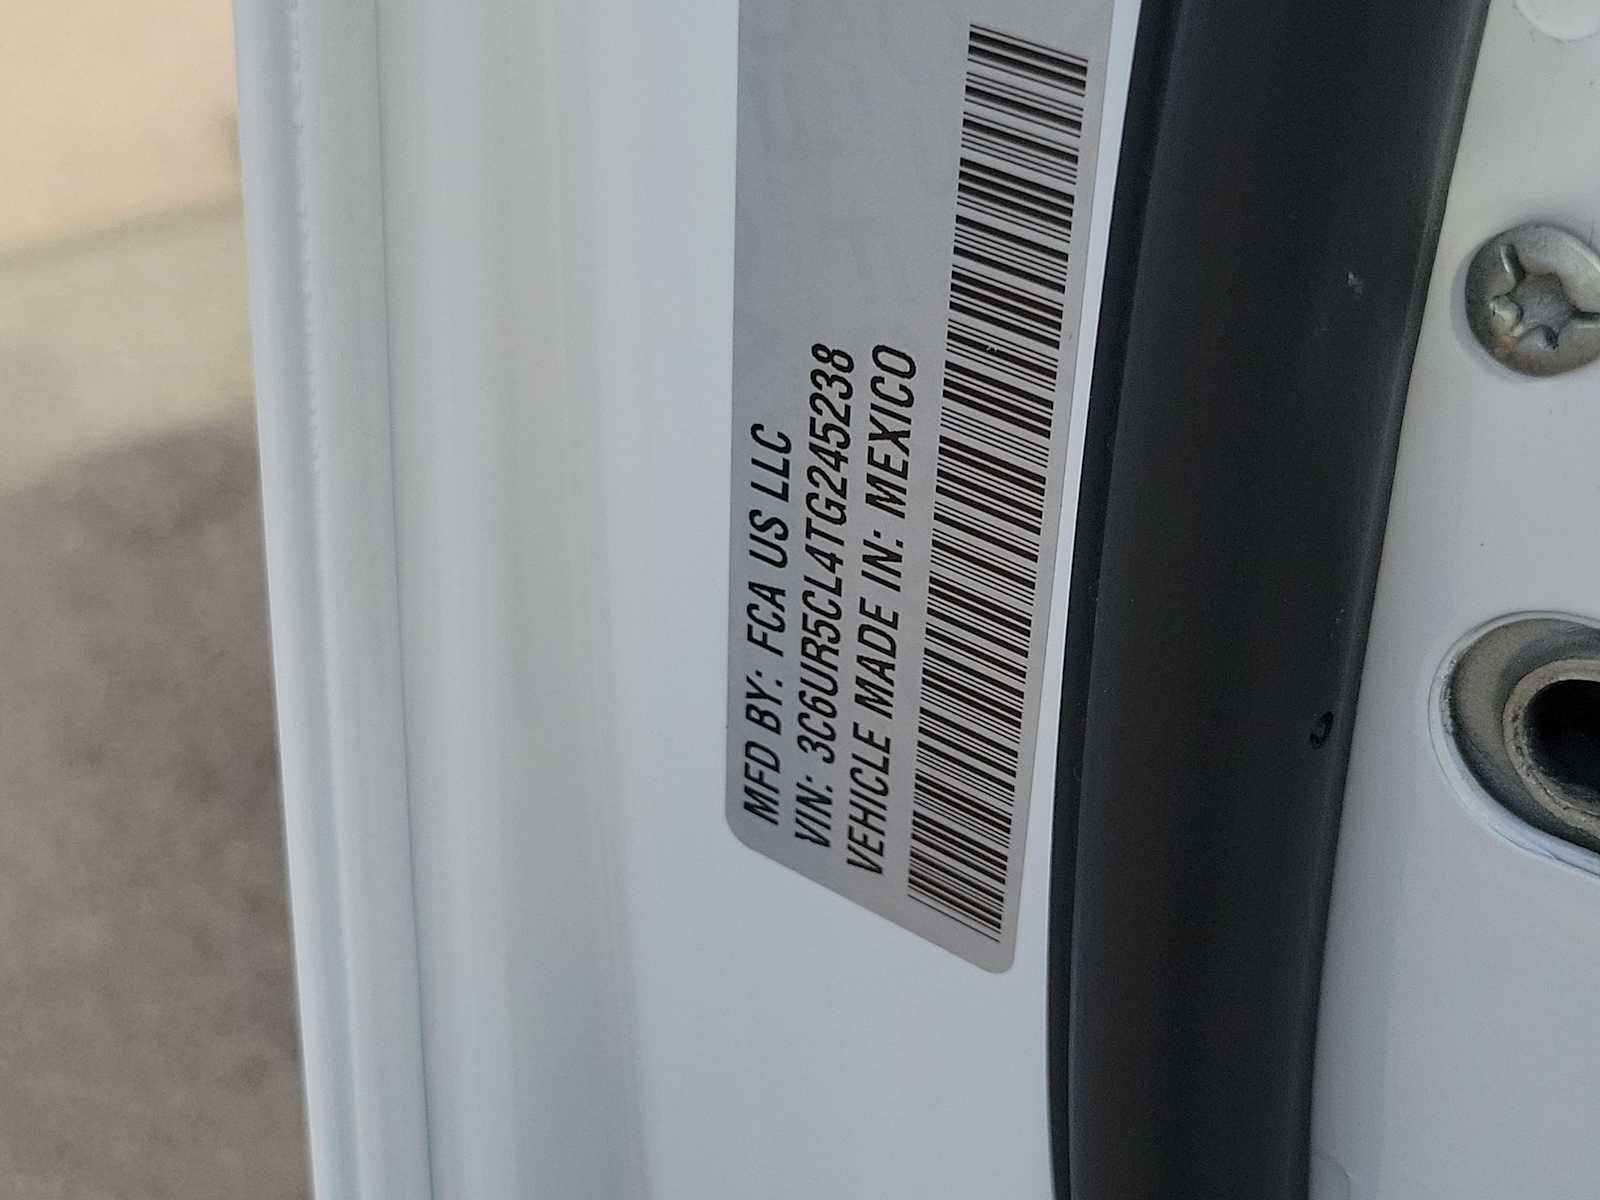 MFD BY: FCA US LLC
VIN: 3C6UR5CL4TG245238
VEHICLE MADE IN: MEXICO